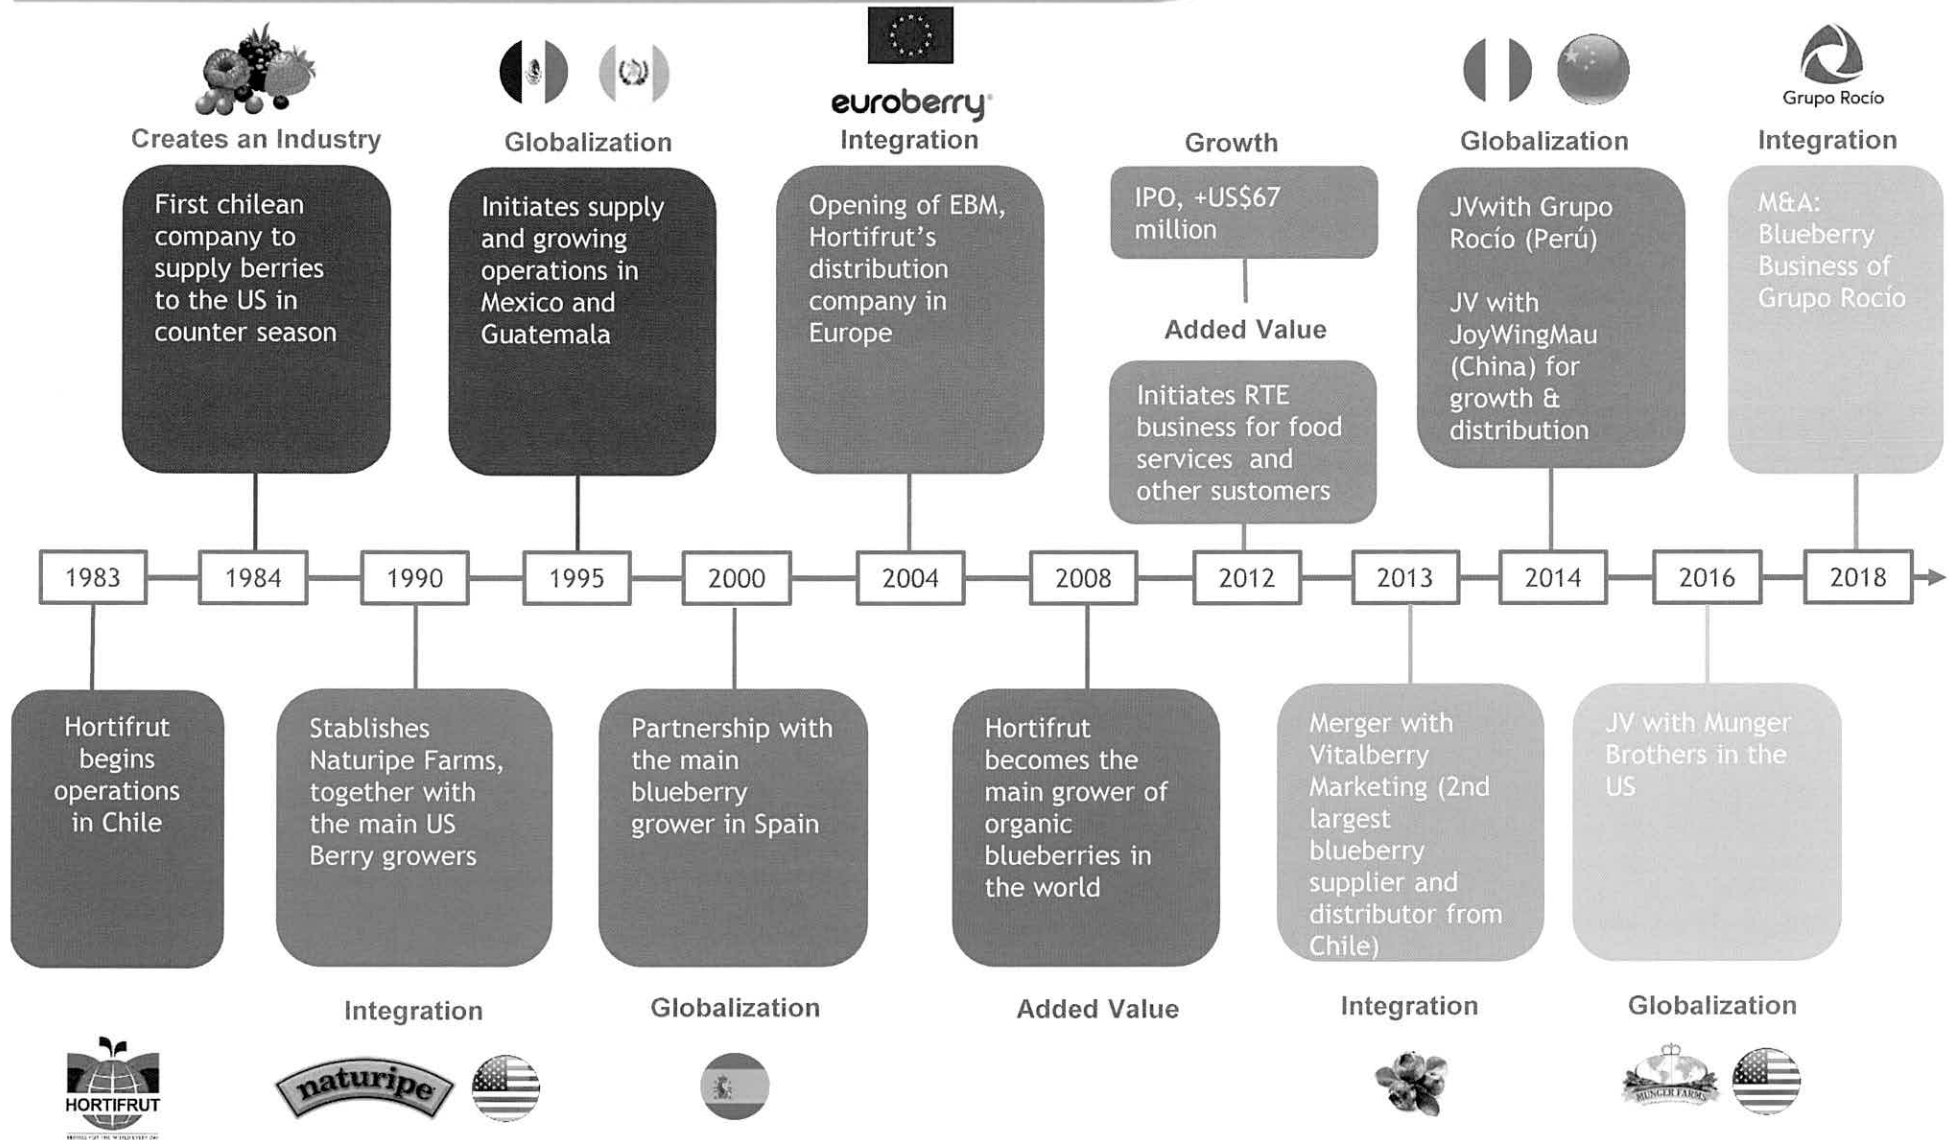 euroberry
Grupo Rocío
Creates an Industry
Globalization
Integration
Growth
Globalization
Integration
First chilean
company to
supply berries
to the US in
counter season
Initiates supply
and growing
operations in
Mexico and
Guatemala
Opening of EBM,
Hortifrut's
distribution
company in
Europe
IPO, +US$67
million
Added Value
Initiates RTE
business for food
services and
other sustomers
JVwith Grupo
Rocío (Perú)
JV with
JoyWingMau
(China) for
growth &
distribution
M&A:
Blueberry
Business of
Grupo Rocío
1983
1984
1990
1995
2000
2004
2008
2012
2013
2014
2016
2018
Hortifrut
begins
operations
in Chile
Stablishes
Naturipe Farms,
together with
the main US
Berry growers
Partnership with
the main
blueberry
grower in Spain
Hortifrut
becomes the
main grower of
organic
blueberries in
the world
Merger with
Vitalberry
Marketing (2nd
largest
blueberry
supplier and
distributor from
Chile)
JV with Munger
Brothers in the
US
Integration
Globalization
Added Value
Integration
Globalization
HORTIFRUT
naturipe
MUNGER FARMS